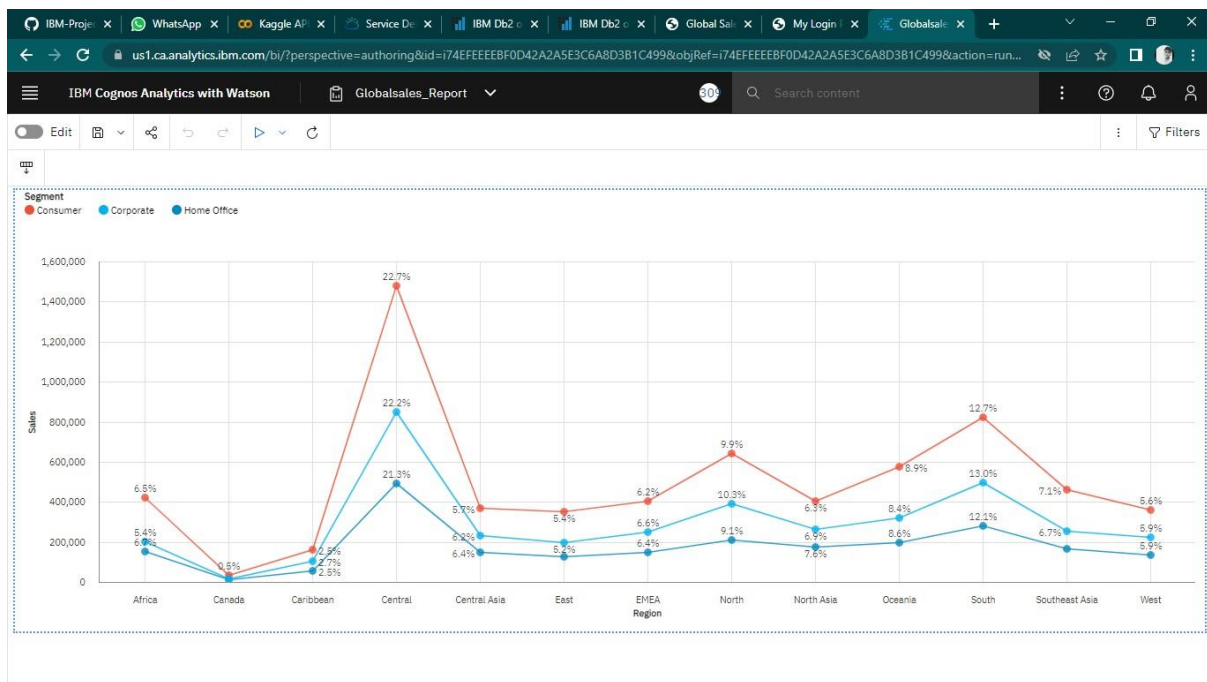 IBM-Projec
WhatsApp
Kaggle API
Service De
IBM Db2 o
IBM Db2 o
Global Sal
My Login
Globalsale
us1.ca.analytics.ibm.com/bi/?perspective=authoring&id=i74EFEEEEBF0D42A2A5E3C6A8D3B1C499&objRef=i74EFEEEEBF0D42A2A5E3C6A8D3B1C499&action=run...
IBM Cognos Analytics with Watson
Globalsales_Report
309
Search content
Edit
Filters
Segment
Consumer Corporate Home Office
1,600,000
22.7%
1,400,000
1,200,000
1,000,000
22.2%
12.7%
800,000
Sales
9.9%
600,000
8.9%
21.3%
13.0%
6.5%
6.2%
10.3%
7.1%
400,000
5.7%
5.4%
6.3%
8.4%
12.1%
5.6%
5.4%
6.2%
6.6%
9.1%
6.9%
8.6%
6.7%
5.9%
200,000
2.5%
6.4%
5.2%
6.4%
7.6%
5.9%
0.5%
2.7%
2.5%
0
Africa Canada Caribbean Central Central Asia East EMEA North North Asia Oceania South Southeast Asia West
Region